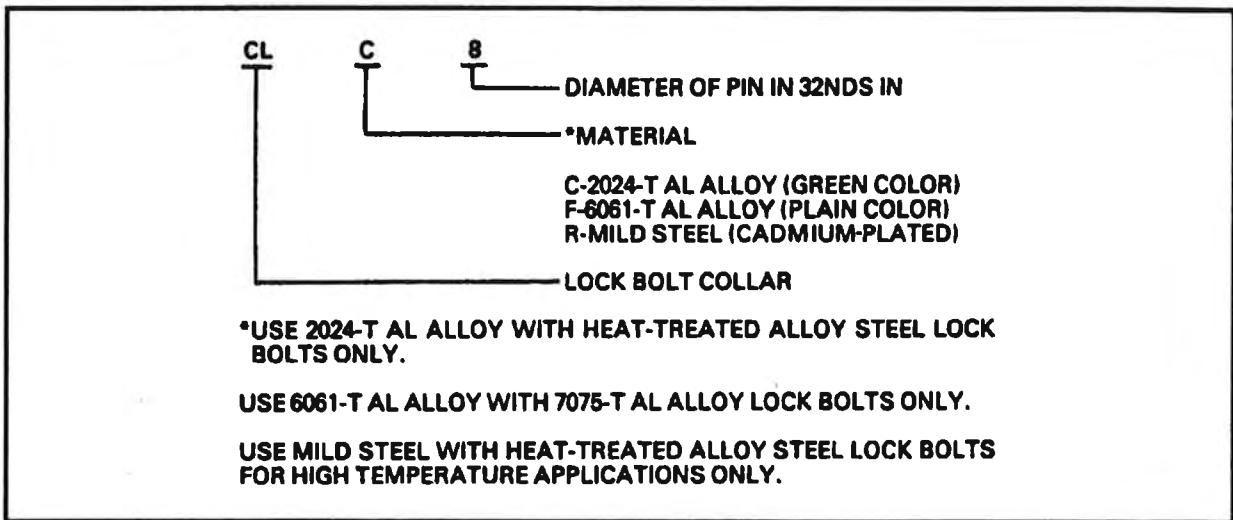 CL C 8
DIAMETER OF PIN IN 32NDS IN
*MATERIAL
C-2024-T AL ALLOY (GREEN COLOR)
F-6061-T AL ALLOY (PLAIN COLOR)
R-MILD STEEL (CADMIUM-PLATED)
LOCK BOLT COLLAR
*USE 2024-T AL ALLOY WITH HEAT-TREATED ALLOY STEEL LOCK
BOLTS ONLY.
USE 6061-T AL ALLOY WITH 7075-T AL ALLOY LOCK BOLTS ONLY.
USE MILD STEEL WITH HEAT-TREATED ALLOY STEEL LOCK BOLTS
FOR HIGH TEMPERATURE APPLICATIONS ONLY.